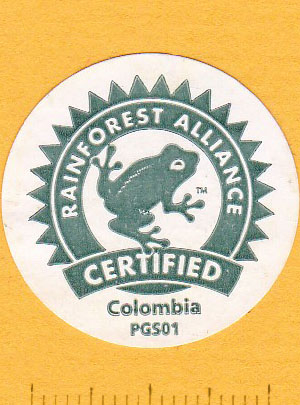 RAINFOREST ALLIANCE
TM
CERTIFIED
Colombia
PGS01